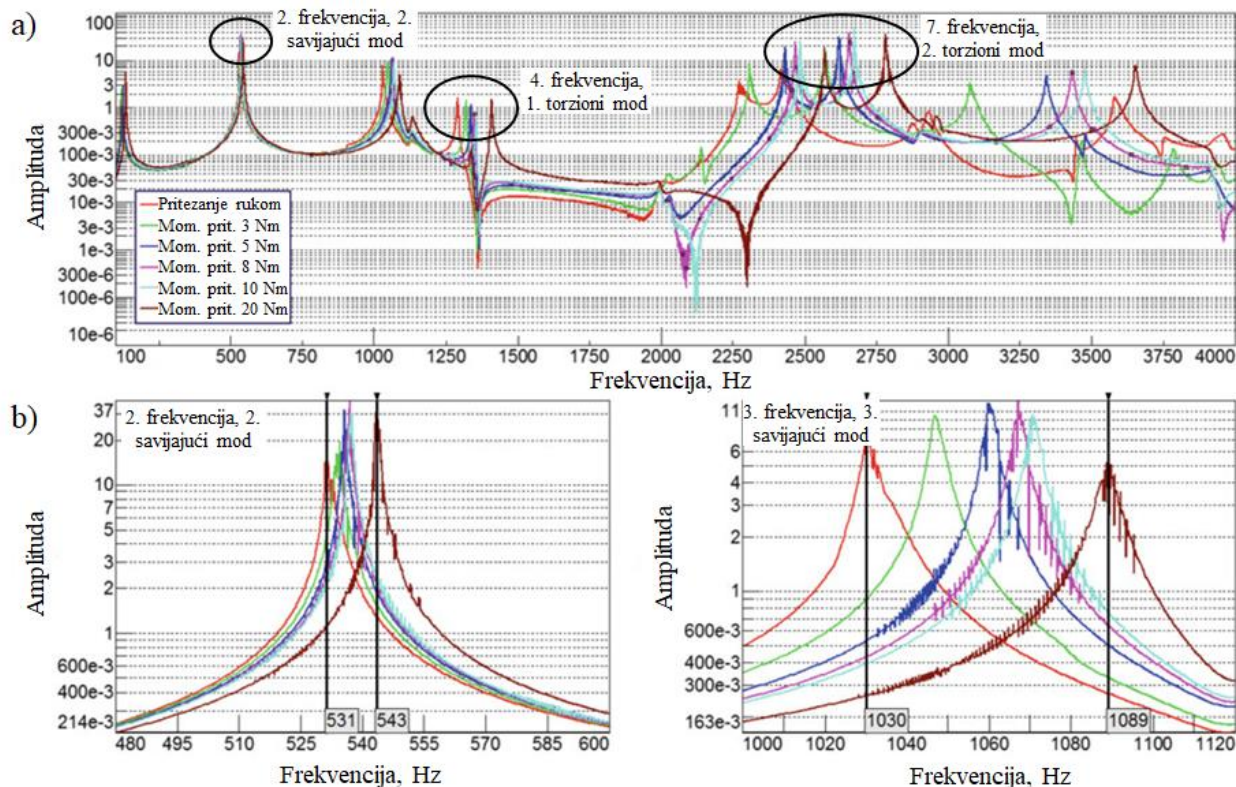 a)
Amplituda
100
10
1
300e-3
100e-3
30e-3
10e-3
1e-3
300e-6
100e-6
10e-6
2. frekvencija, 2.
savijajući mod
4. frekvencija,
1. torzioni mod
7. frekvencija,
2. torzioni mod
Pritezanje rukom
Mom. prit. 3 Nm
Mom. prit. 5 Nm
Mom. prit. 8 Nm
Mom. prit. 10 Nm
Mom. prit. 20 Nm
100 500 750 1000 1250 1500 1750 2000 2250 2500 2750 3000 3250 3500 3750 4000
Frekvencija, Hz
b)
Amplituda
37
20
10
7
5
3
2
1
600e-3
400e-3
214e-3
2. frekvencija, 2.
savijajući mod
531 543
480 495 510 525 540 555 570 585 600
Frekvencija, Hz
Amplituda
11
6
4
2
1
600e-3
300e-3
163e-3
3. frekvencija, 3.
savijajući mod
1030 1089
1000 1020 1040 1060 1080 1100 1120
Frekvencija, Hz